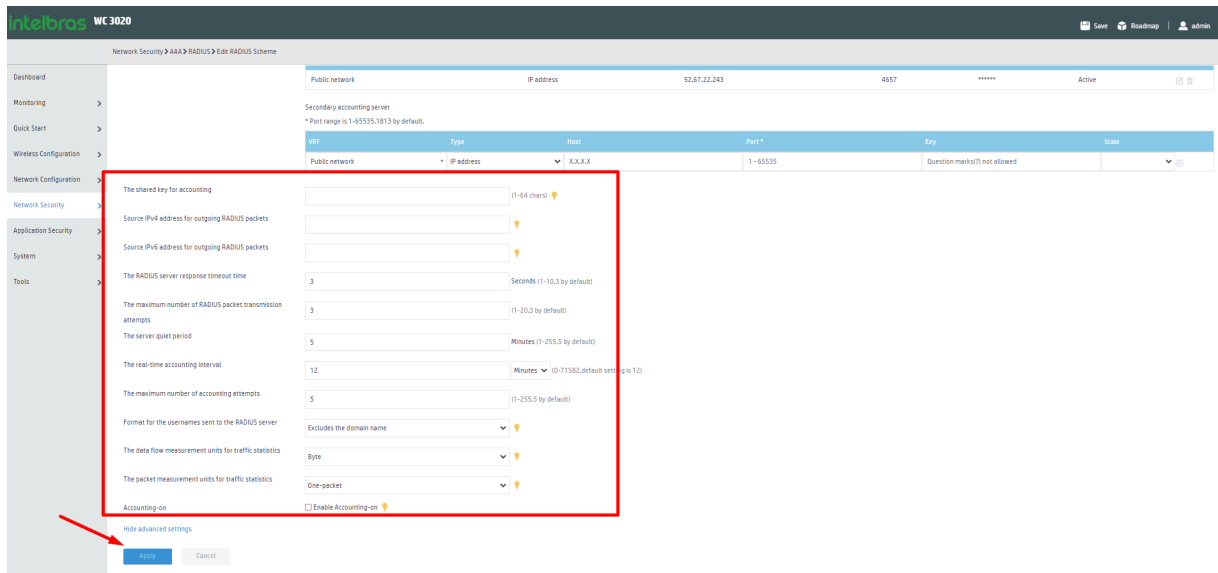 intelbras WC 3020
Save Roadmap | admin
Network Security > AAA > RADIUS > Edit RADIUS Scheme
Dashboard
Monitoring
Quick Start
Wireless Configuration
Network Configuration
Network Security
Application Security
System
Tools
Public network IP address 52.67.22.243 4657 ****** Active
Secondary accounting server
* Port range is 1-65535,1813 by default.
VRF Type Host Port* Key State
Public network IP address X.X.X.X 1 - 65535 Question marks(?) not allowed
The shared key for accounting (1-64 chars)
Source IPv4 address for outgoing RADIUS packets
Source IPv6 address for outgoing RADIUS packets
The RADIUS server response timeout time 3 Seconds (1-10,3 by default)
The maximum number of RADIUS packet transmission
attempts 3 (1-20,3 by default)
The server quiet period 5 Minutes (1-255,5 by default)
The real-time accounting interval 12 Minutes (0-71582,default setting is 12)
The maximum number of accounting attempts 5 (1-255,5 by default)
Format for the usernames sent to the RADIUS server Excludes the domain name
The data flow measurement units for traffic statistics Byte
The packet measurement units for traffic statistics One-packet
Accounting-on Enable Accounting-on
Hide advanced settings
Apply Cancel